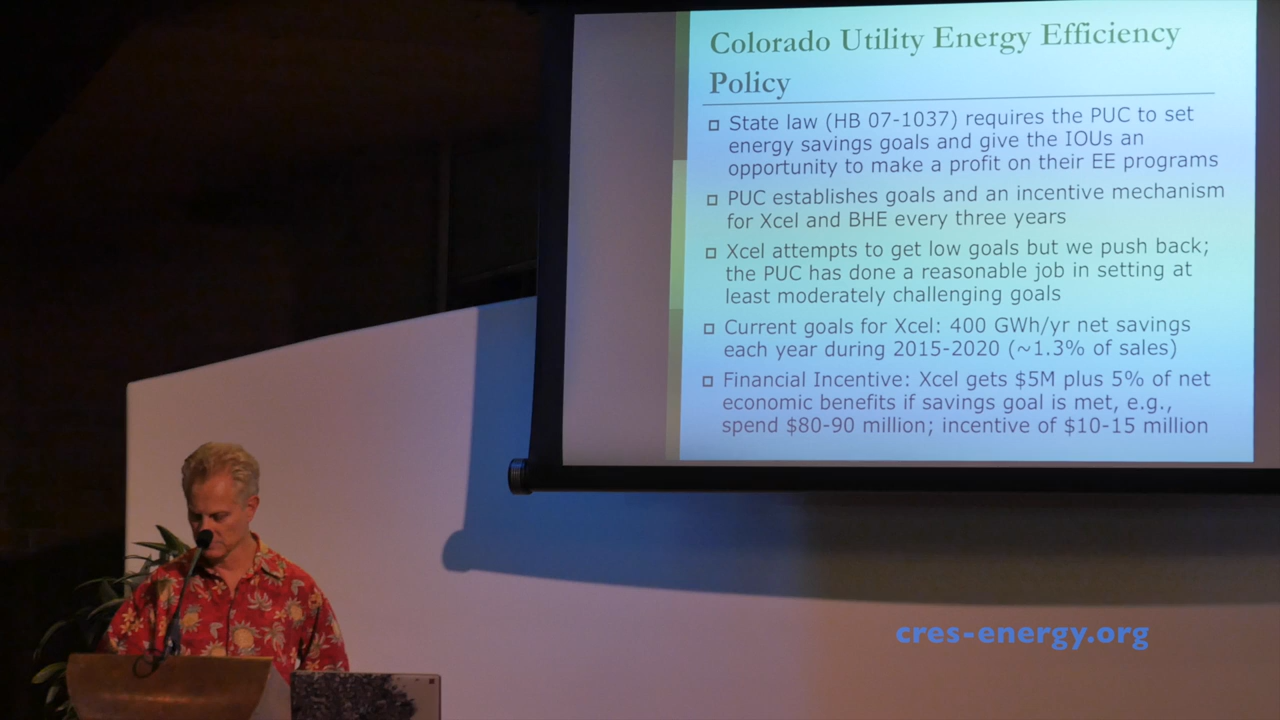 Colorado Utility Energy Efficiency
Policy
State law (HB 07-1037) requires the PUC to set
energy savings goals and give the IOUs an
opportunity to make a profit on their EE programs
PUC establishes goals and an incentive mechanism
for Xcel and BHE every three years
Xcel attempts to get low goals but we push back;
the PUC has done a reasonable job in setting at
least moderately challenging goals
Current goals for Xcel: 400 GWh/yr net savings
each year during 2015-2020 (~1.3% of sales)
Financial Incentive: Xcel gets $5M plus 5% of net
economic benefits if savings goal is met, e.g.,
spend $80-90 million; incentive of $10-15 million
cres-energy.org